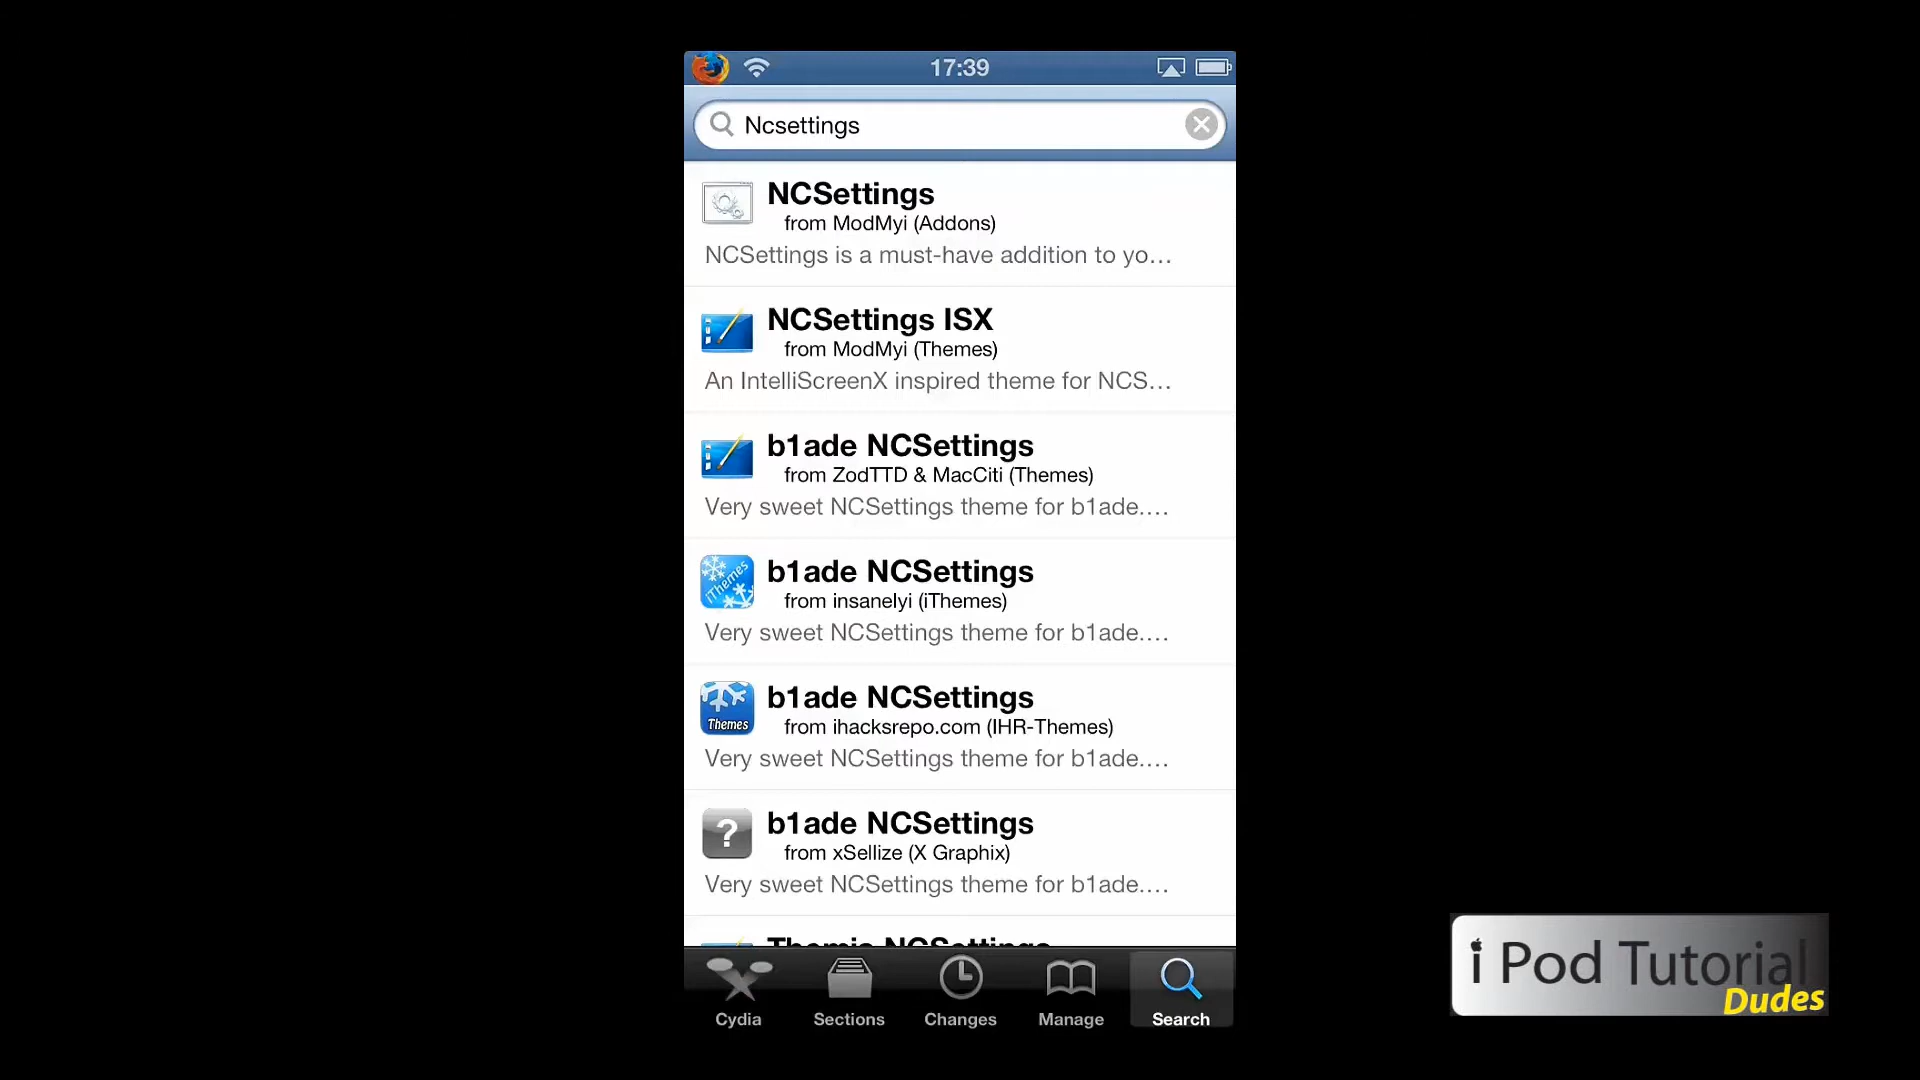 17:39
Ncsettings
NCSettings
from ModMyi (Addons)
NCSettings is a must-have addition to yo...
NCSettings ISX
from ModMyi (Themes)
An IntelliScreenX inspired theme for NCS...
b1ade NCSettings
from ZodTTD & MacCiti (Themes)
Very sweet NCSettings theme for b1ade....
iThemes
b1ade NCSettings
from insanelyi (iThemes)
Very sweet NCSettings theme for b1ade....
Themes
b1ade NCSettings
from ihacksrepo.com (IHR-Themes)
Very sweet NCSettings theme for b1ade....
?
b1ade NCSettings
from xSellize (X Graphix)
Very sweet NCSettings theme for b1ade....
Themis NCSettings
Cydia
Sections
Changes
Manage
Search
i Pod Tutorial
Dudes